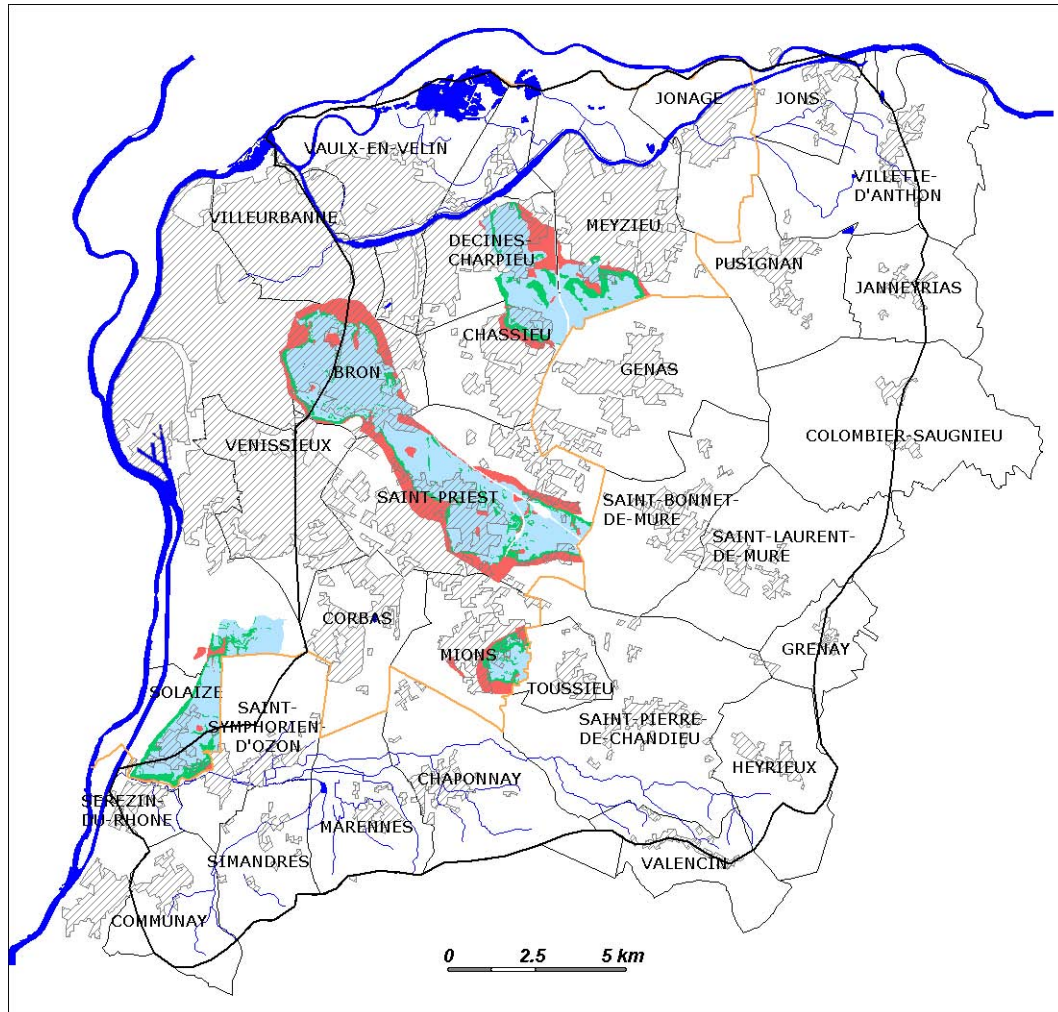 JONAGE
JONS
VAULX-EN-VELIN
VILLETTE-
D'ANTHON
VILLEURBANNE
MEYZIEU
DECINES-
CHARPIEU
PUSIGNAN
JANNEYRIAS
CHASSIEU
GENAS
BRON
COLOMBIER-SAUGNIEU
VENISSIEUX
SAINT-PRIEST
SAINT-BONNET-
DE-MURE
SAINT-LAURENT-
DE-MURE
CORBAS
MIONS
GRENAY
TOUSSIEU
SOLAIZE
SAINT-
SYMPHORIEN-
D'OZON
SAINT-PIERRE-
DE-CHANDIEU
HEYRIEUX
CHAPONNAY
SEREZIN-
DU-RHONE
MARENNES
SIMANDRES
VALENCIN
COMMUNAY
0 2.5 5 km